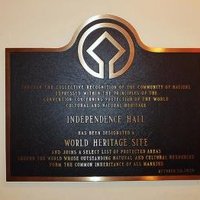 THROUGH THE COLLECTIVE RECOGNITION OF THE COMMUNITY OF NATIONS
EXPRESSED WITHIN THE PRINCIPLES OF THE
CONVENTION CONCERNING PROTECTION OF THE WORLD
CULTURAL AND NATURAL HERITAGE
INDEPENDENCE HALL
HAS BEEN DESIGNATED A
WORLD HERITAGE SITE
AND JOINS A SELECT LIST OF PROTECTED AREAS
AROUND THE WORLD WHOSE OUTSTANDING NATURAL AND CULTURAL RESOURCES
FORM THE COMMON INHERITANCE OF ALL MANKIND